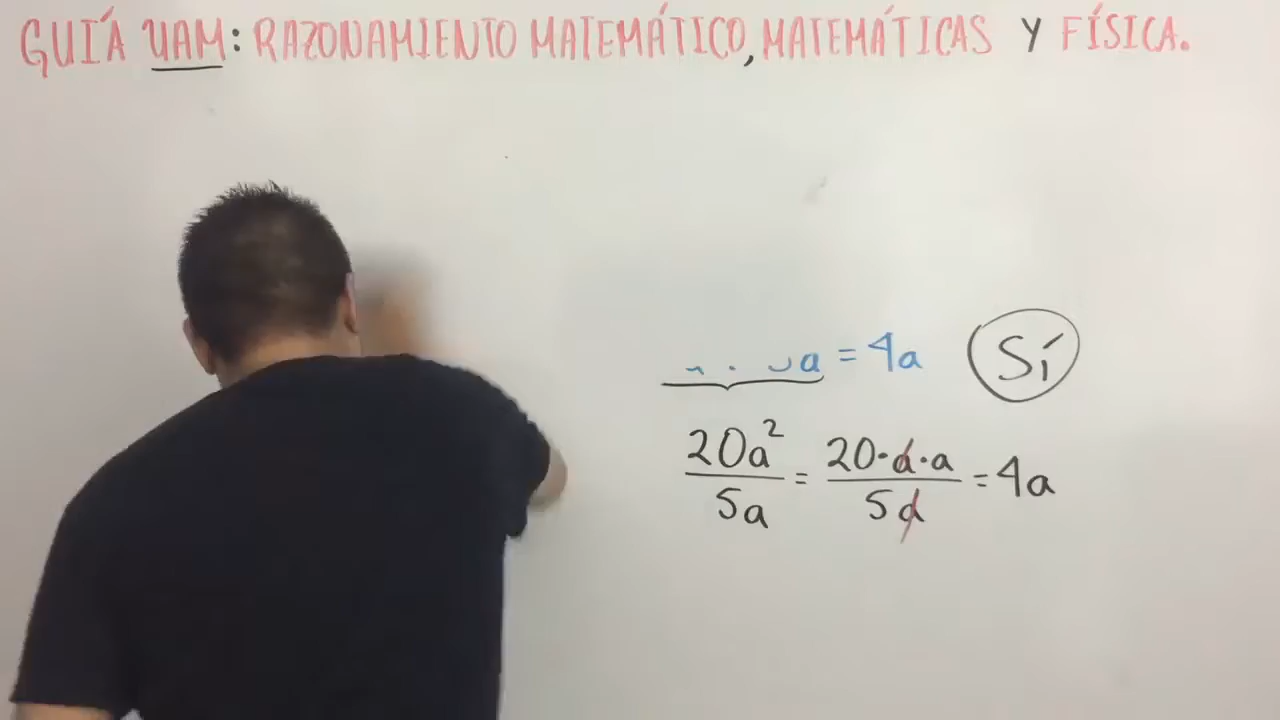 GUÍA UAM: RAZONAMIENTO MATEMÁTICO, MATEMÁTICAS Y FÍSICA.
a = 4a Sí
20a² / 5a = 20·a·a / 5a = 4a